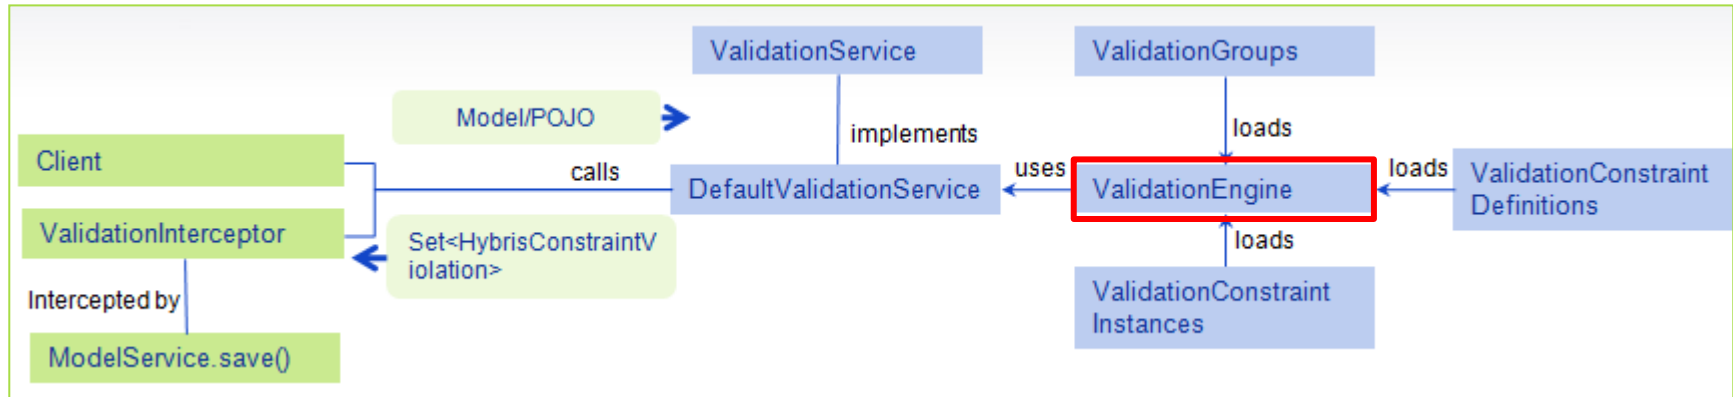 ValidationService
ValidationGroups
Model/POJO
implements
loads
Client
calls
DefaultValidationService
uses
ValidationEngine
loads
ValidationConstraint
Definitions
ValidationInterceptor
Set<HybrisConstraintV
iolation>
loads
Intercepted by
ValidationConstraint
Instances
ModelService.save()